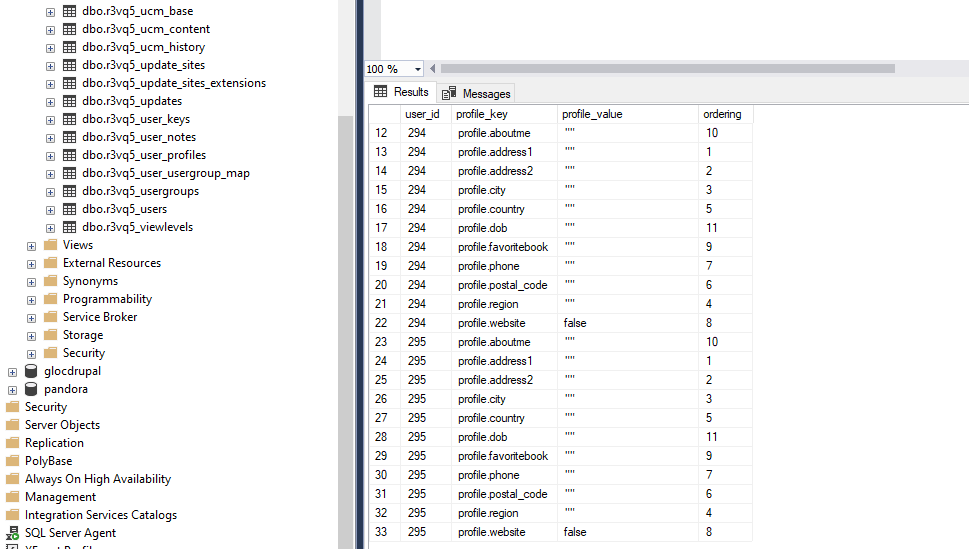 dbo.r3vq5_ucm_base
dbo.r3vq5_ucm_content
dbo.r3vq5_ucm_history
dbo.r3vq5_update_sites
dbo.r3vq5_update_sites_extensions
dbo.r3vq5_updates
dbo.r3vq5_user_keys
dbo.r3vq5_user_notes
dbo.r3vq5_user_profiles
dbo.r3vq5_user_usergroup_map
dbo.r3vq5_usergroups
dbo.r3vq5_users
dbo.r3vq5_viewlevels
Views
External Resources
Synonyms
Programmability
Service Broker
Storage
Security
glocdrupal
pandora
Security
Server Objects
Replication
PolyBase
Always On High Availability
Management
Integration Services Catalogs
SQL Server Agent
100 %
Results Messages
user_id profile_key profile_value ordering
12 294 profile.aboutme "" 10
13 294 profile.address1 "" 1
14 294 profile.address2 "" 2
15 294 profile.city "" 3
16 294 profile.country "" 5
17 294 profile.dob "" 11
18 294 profile.favoritebook "" 9
19 294 profile.phone "" 7
20 294 profile.postal_code "" 6
21 294 profile.region "" 4
22 294 profile.website false 8
23 295 profile.aboutme "" 10
24 295 profile.address1 "" 1
25 295 profile.address2 "" 2
26 295 profile.city "" 3
27 295 profile.country "" 5
28 295 profile.dob "" 11
29 295 profile.favoritebook "" 9
30 295 profile.phone "" 7
31 295 profile.postal_code "" 6
32 295 profile.region "" 4
33 295 profile.website false 8